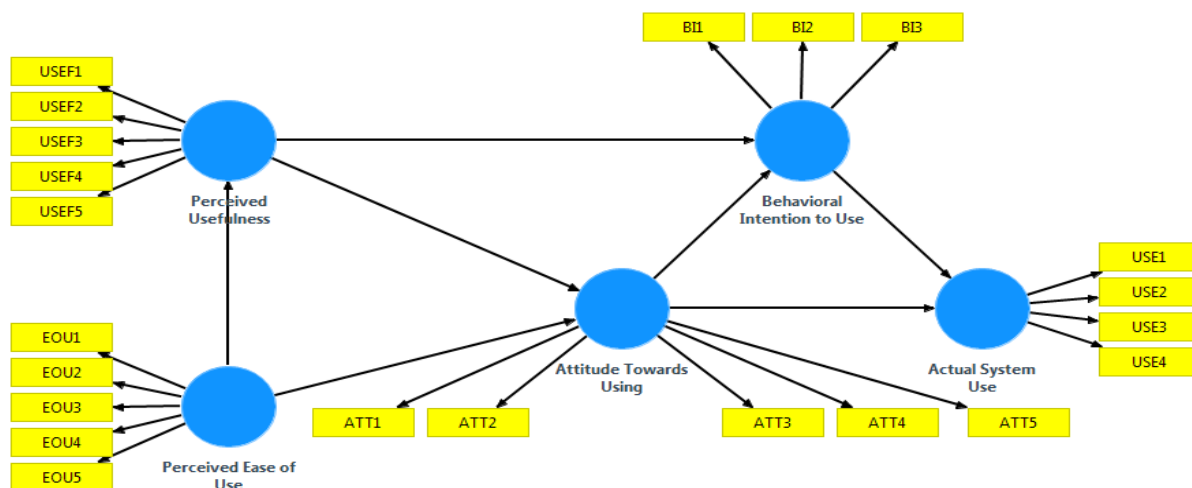 BI1
BI2
BI3
USEF1
USEF2
USEF3
USEF4
USEF5
Perceived
Usefulness
Behavioral
Intention to Use
USE1
USE2
USE3
USE4
EOU1
EOU2
EOU3
EOU4
EOU5
Attitude Towards
Using
Actual System
Use
ATT1
ATT2
ATT3
ATT4
ATT5
Perceived Ease of
Use